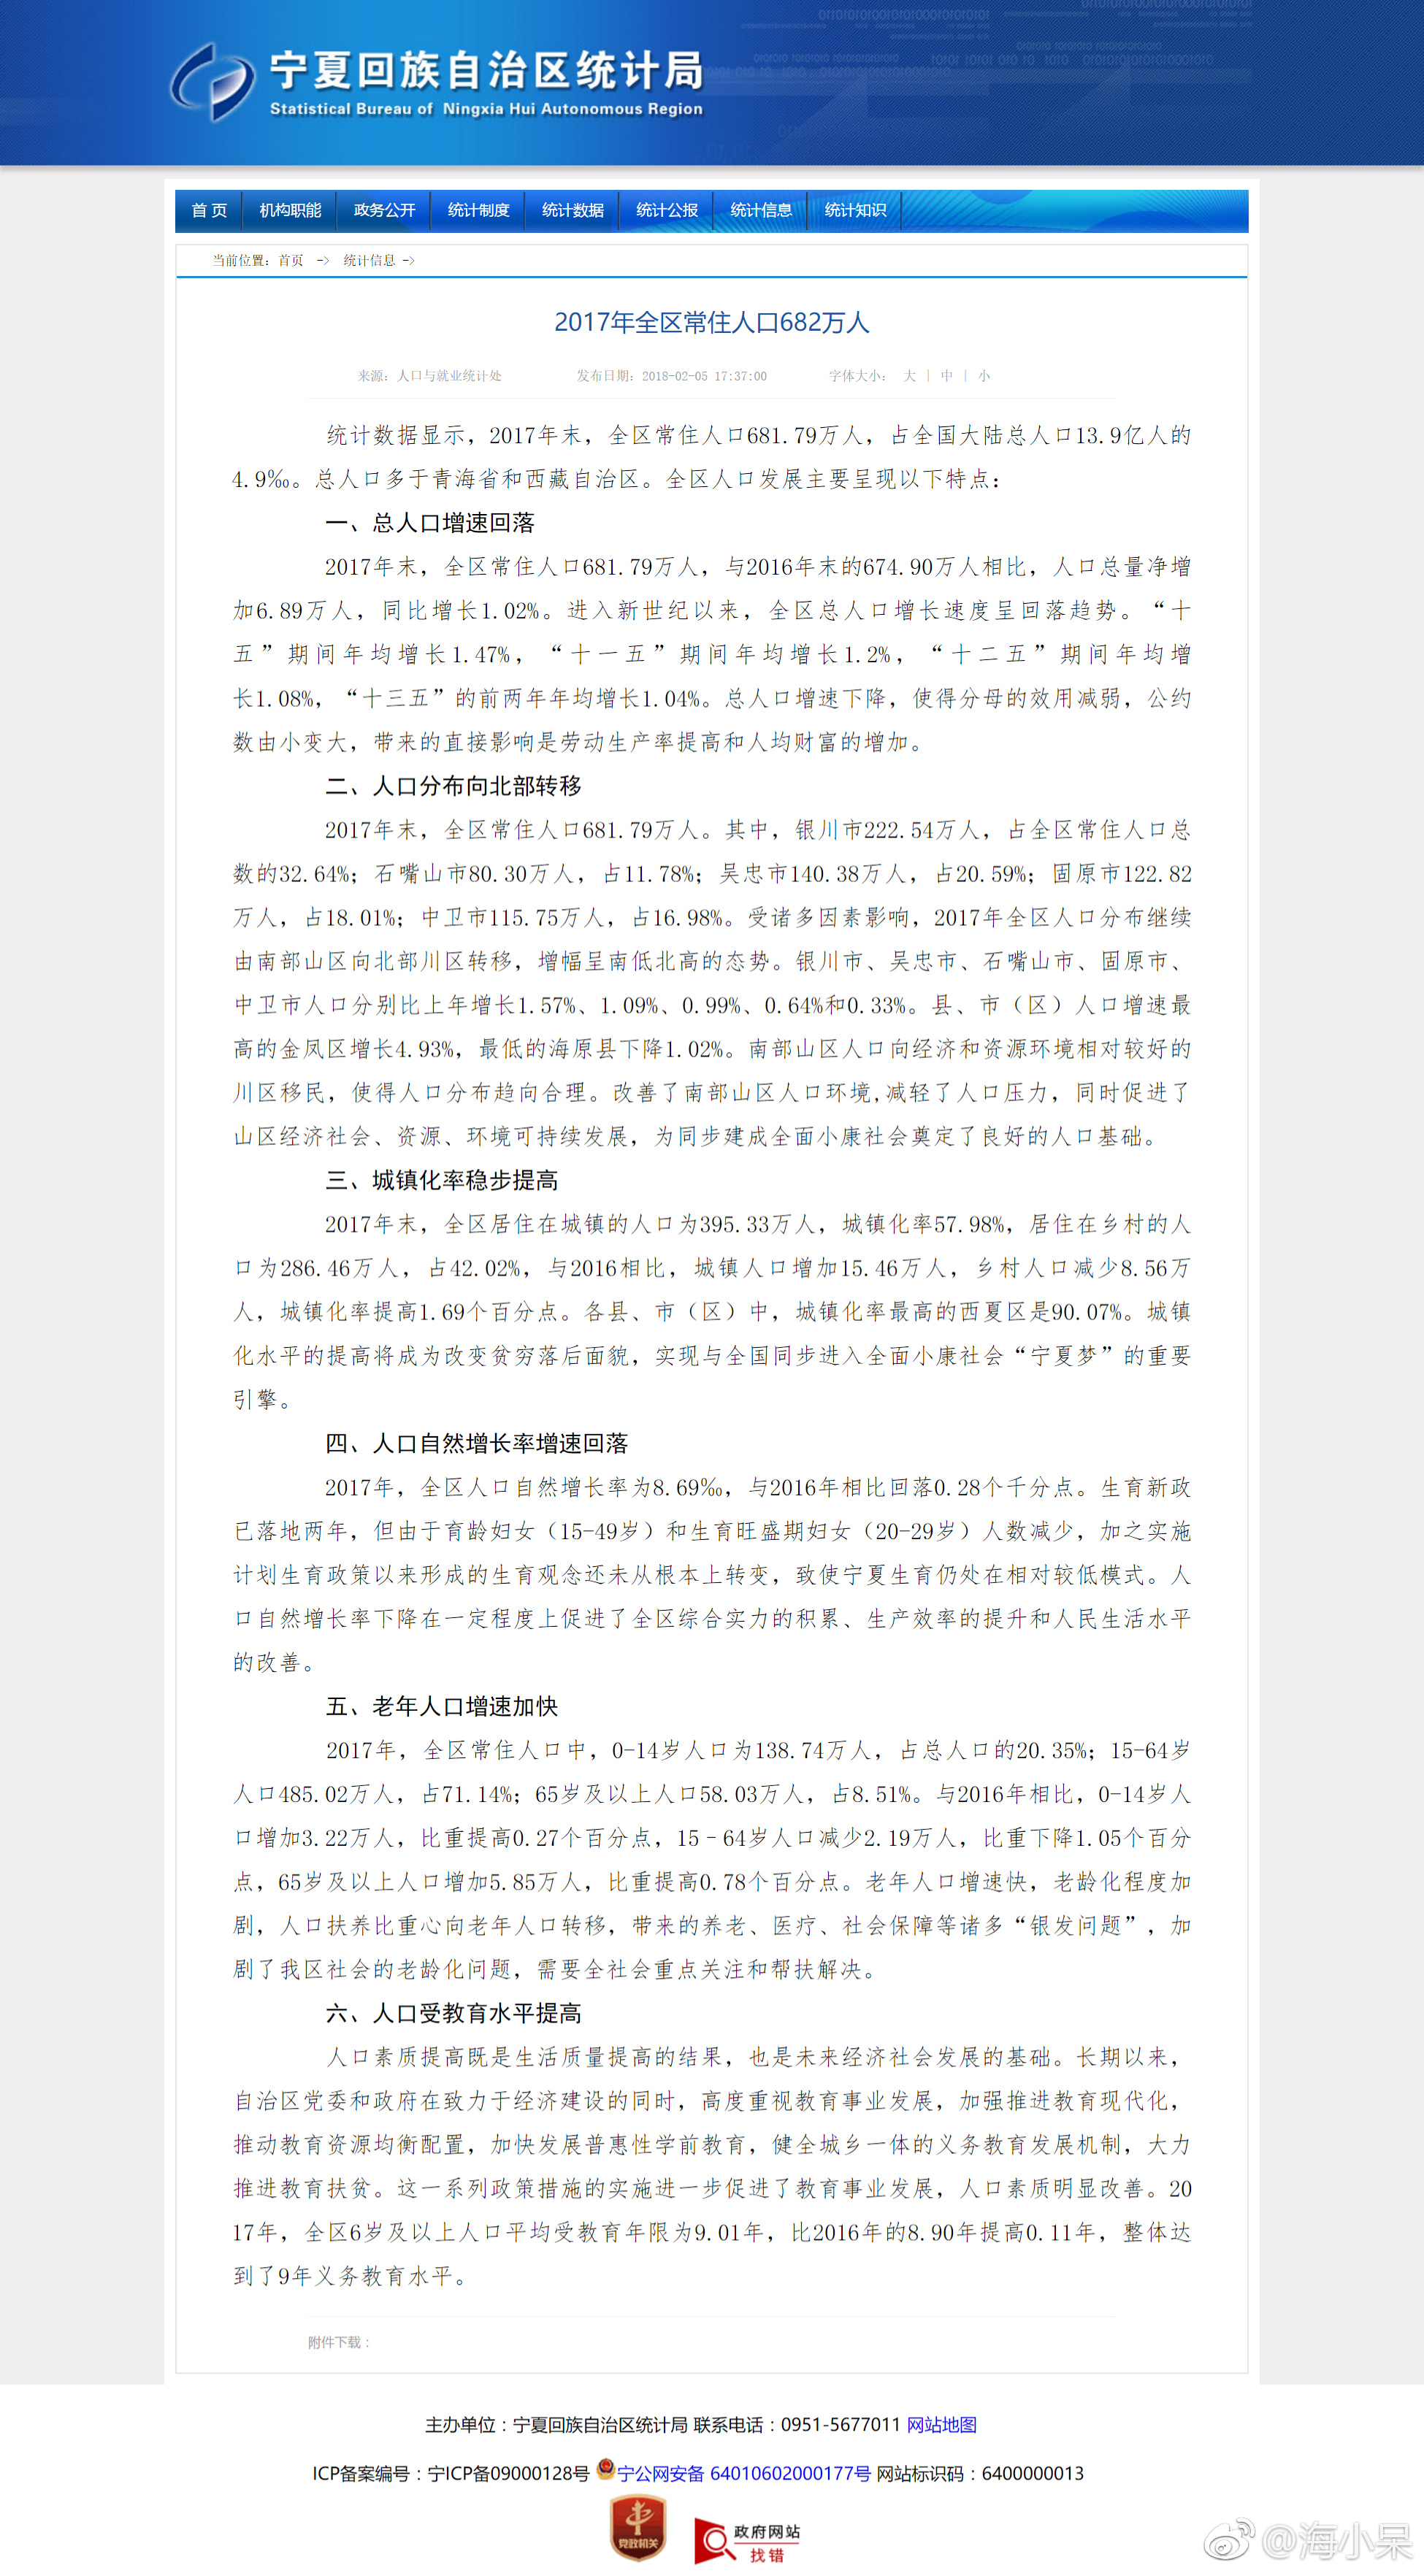 宁夏回族自治区统计局
Statistical Bureau of Ningxia Hui Autonomous Region
首 页 机构职能 政务公开 统计制度 统计数据 统计公报 统计信息 统计知识
当前位置：首页 -> 统计信息 ->
2017年全区常住人口682万人
来源：人口与就业统计处 发布日期：2018-02-05 17:37:00 字体大小： 大 | 中 | 小
统计数据显示，2017年末，全区常住人口681.79万人，占全国大陆总人口13.9亿人的
4.9‰。总人口多于青海省和西藏自治区。全区人口发展主要呈现以下特点：
一、总人口增速回落
2017年末，全区常住人口681.79万人，与2016年末的674.90万人相比，人口总量净增
加6.89万人，同比增长1.02%。进入新世纪以来，全区总人口增长速度呈回落趋势。“十
五”期间年均增长1.47%，“十一五”期间年均增长1.2%，“十二五”期间年均增
长1.08%，“十三五”的前两年年均增长1.04%。总人口增速下降，使得分母的效用减弱，公约
数由小变大，带来的直接影响是劳动生产率提高和人均财富的增加。
二、人口分布向北部转移
2017年末，全区常住人口681.79万人。其中，银川市222.54万人，占全区常住人口总
数的32.64%；石嘴山市80.30万人，占11.78%；吴忠市140.38万人，占20.59%；固原市122.82
万人，占18.01%；中卫市115.75万人，占16.98%。受诸多因素影响，2017年全区人口分布继续
由南部山区向北部川区转移，增幅呈南低北高的态势。银川市、吴忠市、石嘴山市、固原市、
中卫市人口分别比上年增长1.57%、1.09%、0.99%、0.64%和0.33%。县、市（区）人口增速最
高的金凤区增长4.93%，最低的海原县下降1.02%。南部山区人口向经济和资源环境相对较好的
川区移民，使得人口分布趋向合理。改善了南部山区人口环境,减轻了人口压力，同时促进了
山区经济社会、资源、环境可持续发展，为同步建成全面小康社会奠定了良好的人口基础。
三、城镇化率稳步提高
2017年末，全区居住在城镇的人口为395.33万人，城镇化率57.98%，居住在乡村的人
口为286.46万人，占42.02%，与2016相比，城镇人口增加15.46万人，乡村人口减少8.56万
人，城镇化率提高1.69个百分点。各县、市（区）中，城镇化率最高的西夏区是90.07%。城镇
化水平的提高将成为改变贫穷落后面貌，实现与全国同步进入全面小康社会“宁夏梦”的重要
引擎。
四、人口自然增长率增速回落
2017年，全区人口自然增长率为8.69‰，与2016年相比回落0.28个千分点。生育新政
已落地两年，但由于育龄妇女（15-49岁）和生育旺盛期妇女（20-29岁）人数减少，加之实施
计划生育政策以来形成的生育观念还未从根本上转变，致使宁夏生育仍处在相对较低模式。人
口自然增长率下降在一定程度上促进了全区综合实力的积累、生产效率的提升和人民生活水平
的改善。
五、老年人口增速加快
2017年，全区常住人口中，0-14岁人口为138.74万人，占总人口的20.35%；15-64岁
人口485.02万人，占71.14%；65岁及以上人口58.03万人，占8.51%。与2016年相比，0-14岁人
口增加3.22万人，比重提高0.27个百分点，15–64岁人口减少2.19万人，比重下降1.05个百分
点，65岁及以上人口增加5.85万人，比重提高0.78个百分点。老年人口增速快，老龄化程度加
剧，人口扶养比重心向老年人口转移，带来的养老、医疗、社会保障等诸多“银发问题”，加
剧了我区社会的老龄化问题，需要全社会重点关注和帮扶解决。
六、人口受教育水平提高
人口素质提高既是生活质量提高的结果，也是未来经济社会发展的基础。长期以来，
自治区党委和政府在致力于经济建设的同时，高度重视教育事业发展，加强推进教育现代化，
推动教育资源均衡配置，加快发展普惠性学前教育，健全城乡一体的义务教育发展机制，大力
推进教育扶贫。这一系列政策措施的实施进一步促进了教育事业发展，人口素质明显改善。20
17年，全区6岁及以上人口平均受教育年限为9.01年，比2016年的8.90年提高0.11年，整体达
到了9年义务教育水平。
附件下载：
主办单位：宁夏回族自治区统计局 联系电话：0951-5677011 网站地图
ICP备案编号：宁ICP备09000128号 宁公网安备 64010602000177号 网站标识码：6400000013
党政机关
政府网站
找错
@海小呆